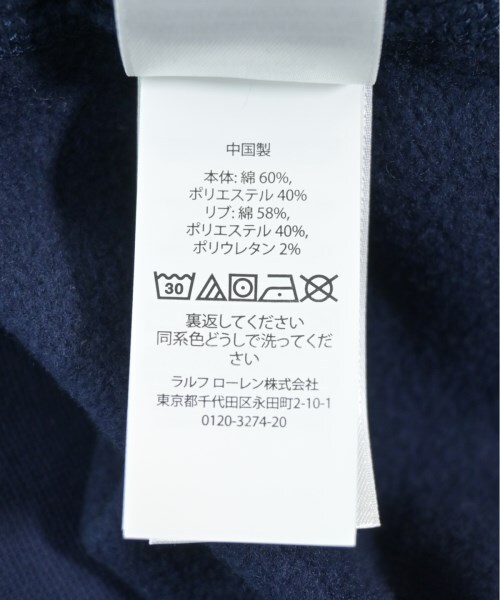 中国製
本体: 綿 60%,
ポリエステル 40%
リブ: 綿 58%,
ポリエステル 40%,
ポリウレタン 2%
30
裏返してください
同系色どうしで洗ってくだ
さい
ラルフ ローレン株式会社
東京都千代田区永田町2-10-1
0120-3274-20